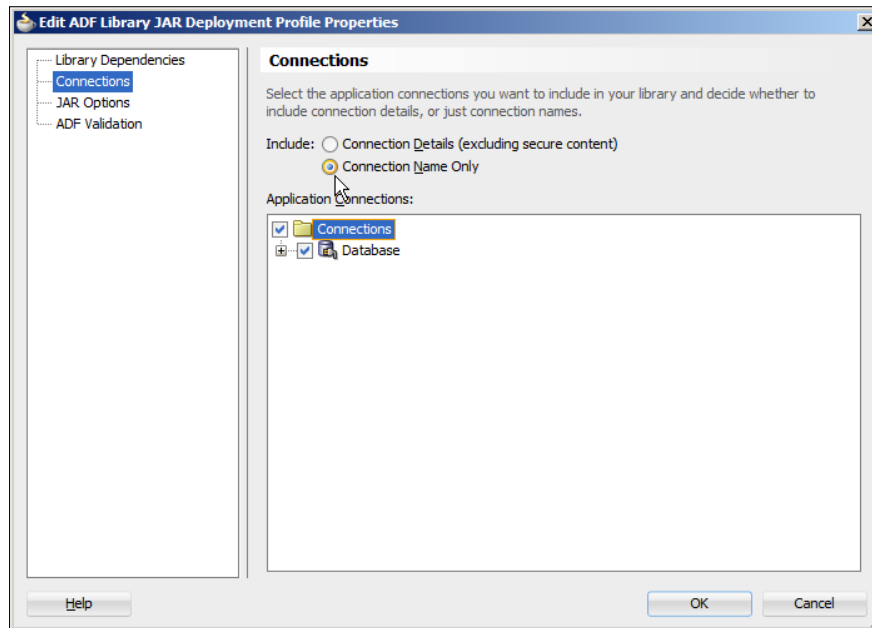 Edit ADF Library JAR Deployment Profile Properties
Library Dependencies
Connections
JAR Options
ADF Validation
Connections
Select the application connections you want to include in your library and decide whether to
include connection details, or just connection names.
Include: Connection Details (excluding secure content)
Connection Name Only
Application Connections:
Connections
Database
Help
OK
Cancel